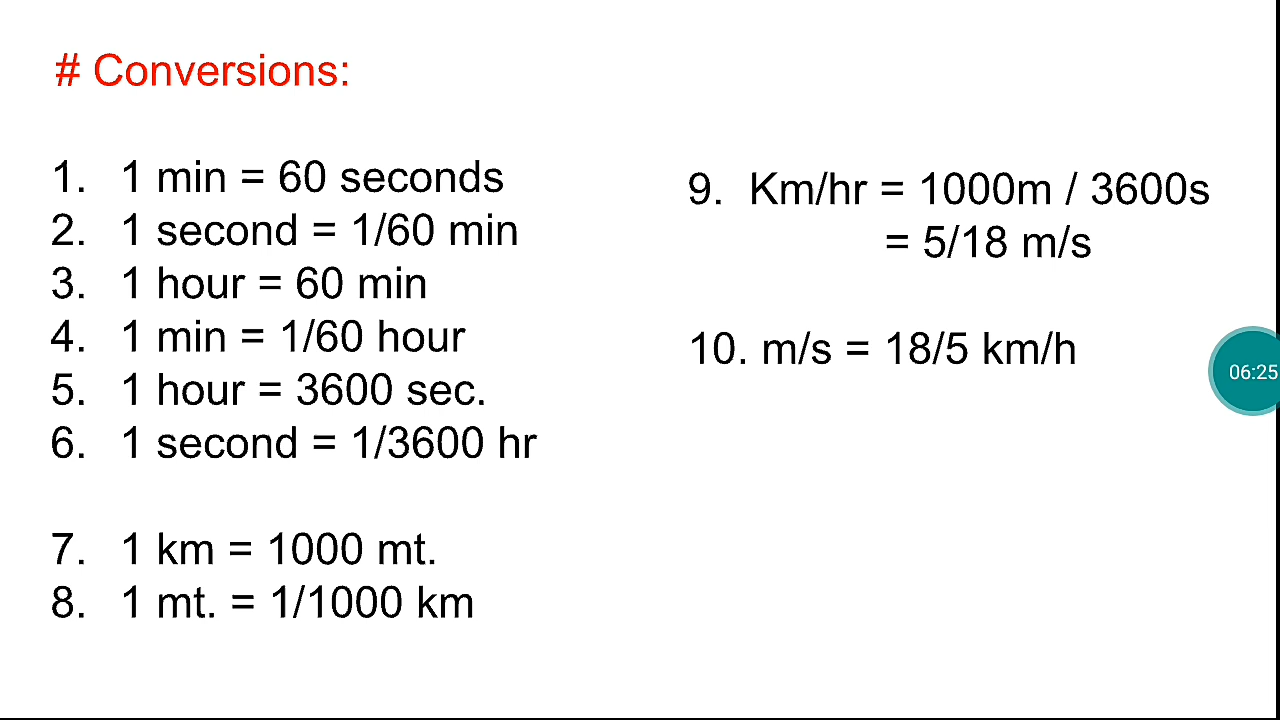 # Conversions:
1. 1 min = 60 seconds
2. 1 second = 1/60 min
3. 1 hour = 60 min
4. 1 min = 1/60 hour
5. 1 hour = 3600 sec.
6. 1 second = 1/3600 hr
7. 1 km = 1000 mt.
8. 1 mt. = 1/1000 km
9. Km/hr = 1000m / 3600s
= 5/18 m/s
10. m/s = 18/5 km/h
06:25